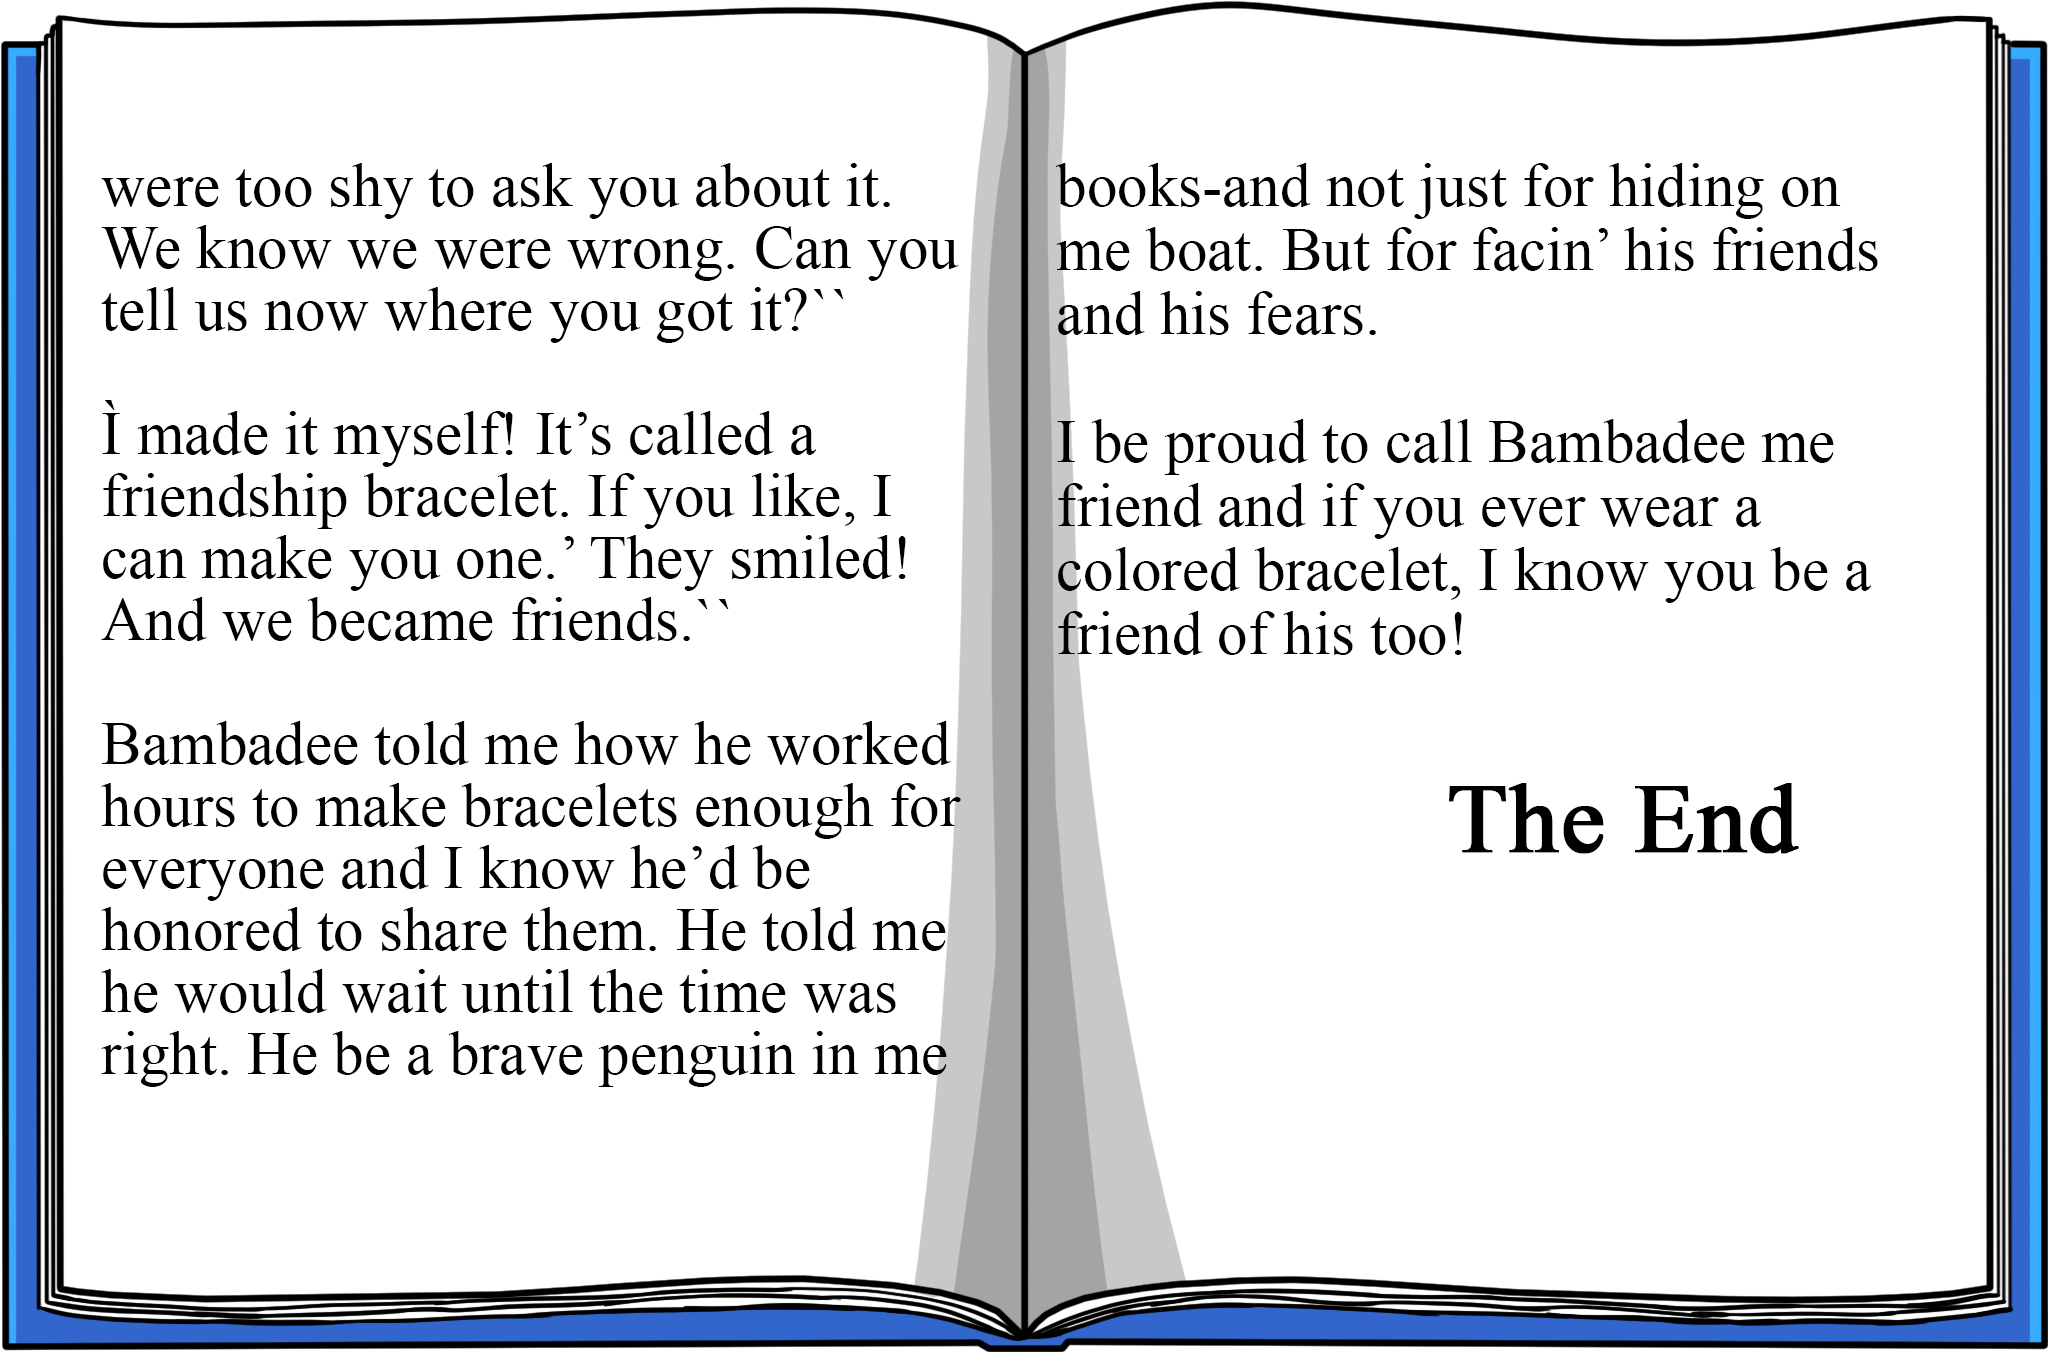 were too shy to ask you about it.
We know we were wrong. Can you
tell us now where you got it?``
Ì made it myself! It’s called a
friendship bracelet. If you like, I
can make you one.’ They smiled!
And we became friends.``
Bambadee told me how he worked
hours to make bracelets enough for
everyone and I know he’d be
honored to share them. He told me
he would wait until the time was
right. He be a brave penguin in me
books-and not just for hiding on
me boat. But for facin’ his friends
and his fears.
I be proud to call Bambadee me
friend and if you ever wear a
colored bracelet, I know you be a
friend of his too!
The End